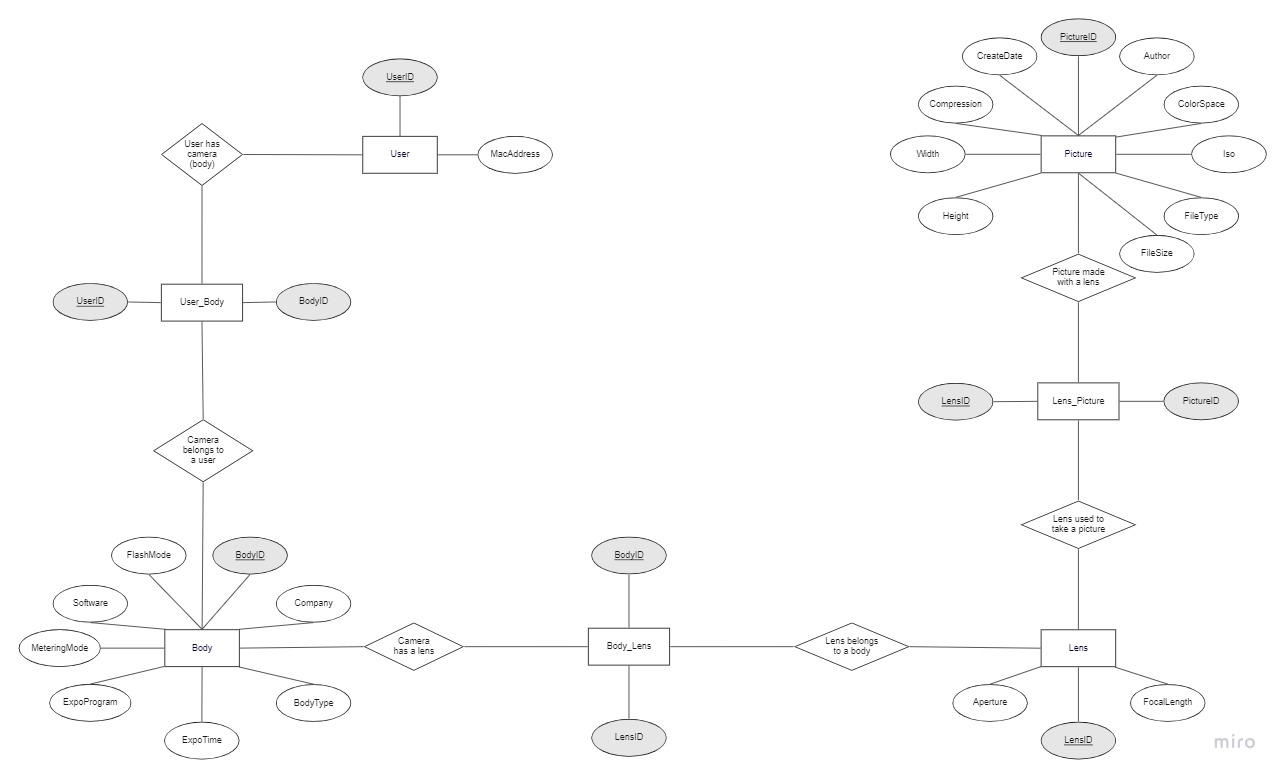 PictureID
CreateDate
Author
UserID
Compression
ColorSpace
User has
camera
(body)
User
MacAddress
Width
Picture
Iso
Height
FileType
FileSize
Picture made
with a lens
UserID
User_Body
BodyID
LensID
Lens_Picture
PictureID
Camera
belongs to
a user
Lens used to
take a picture
FlashMode
BodyID
BodyID
Software
Company
MeteringMode
Body
Camera
has a lens
Body_Lens
Lens belongs
to a body
Lens
ExpoProgram
BodyType
Aperture
FocalLength
ExpoTime
LensID
LensID
miro